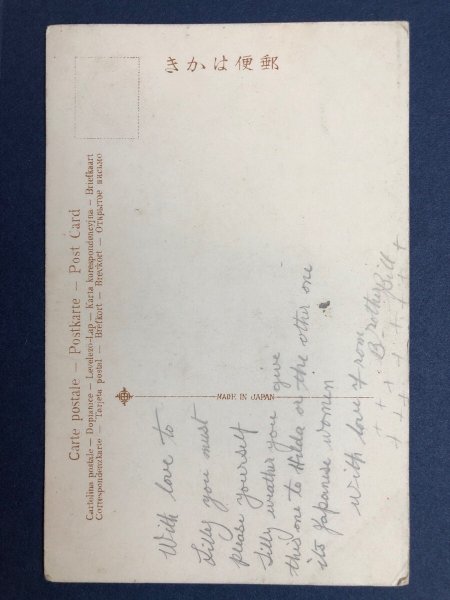 郵便はかき
Carte postale — Postkarte — Post Card
Cartolina postale — Dopisnice — Levelező-Lap — Karta korespondencyjna — Briefkaart
Correspondenzkarte — Tarjeta postal — Brefkort — Brevkort — Открытое письмо
MADE IN JAPAN
With love to
Lilly you must
please yourself
Lilly weather you give
this one to Hilda or the other one
its Japanese women
with love from
Brother Bill
+ + + + + +
+ + + + + + +